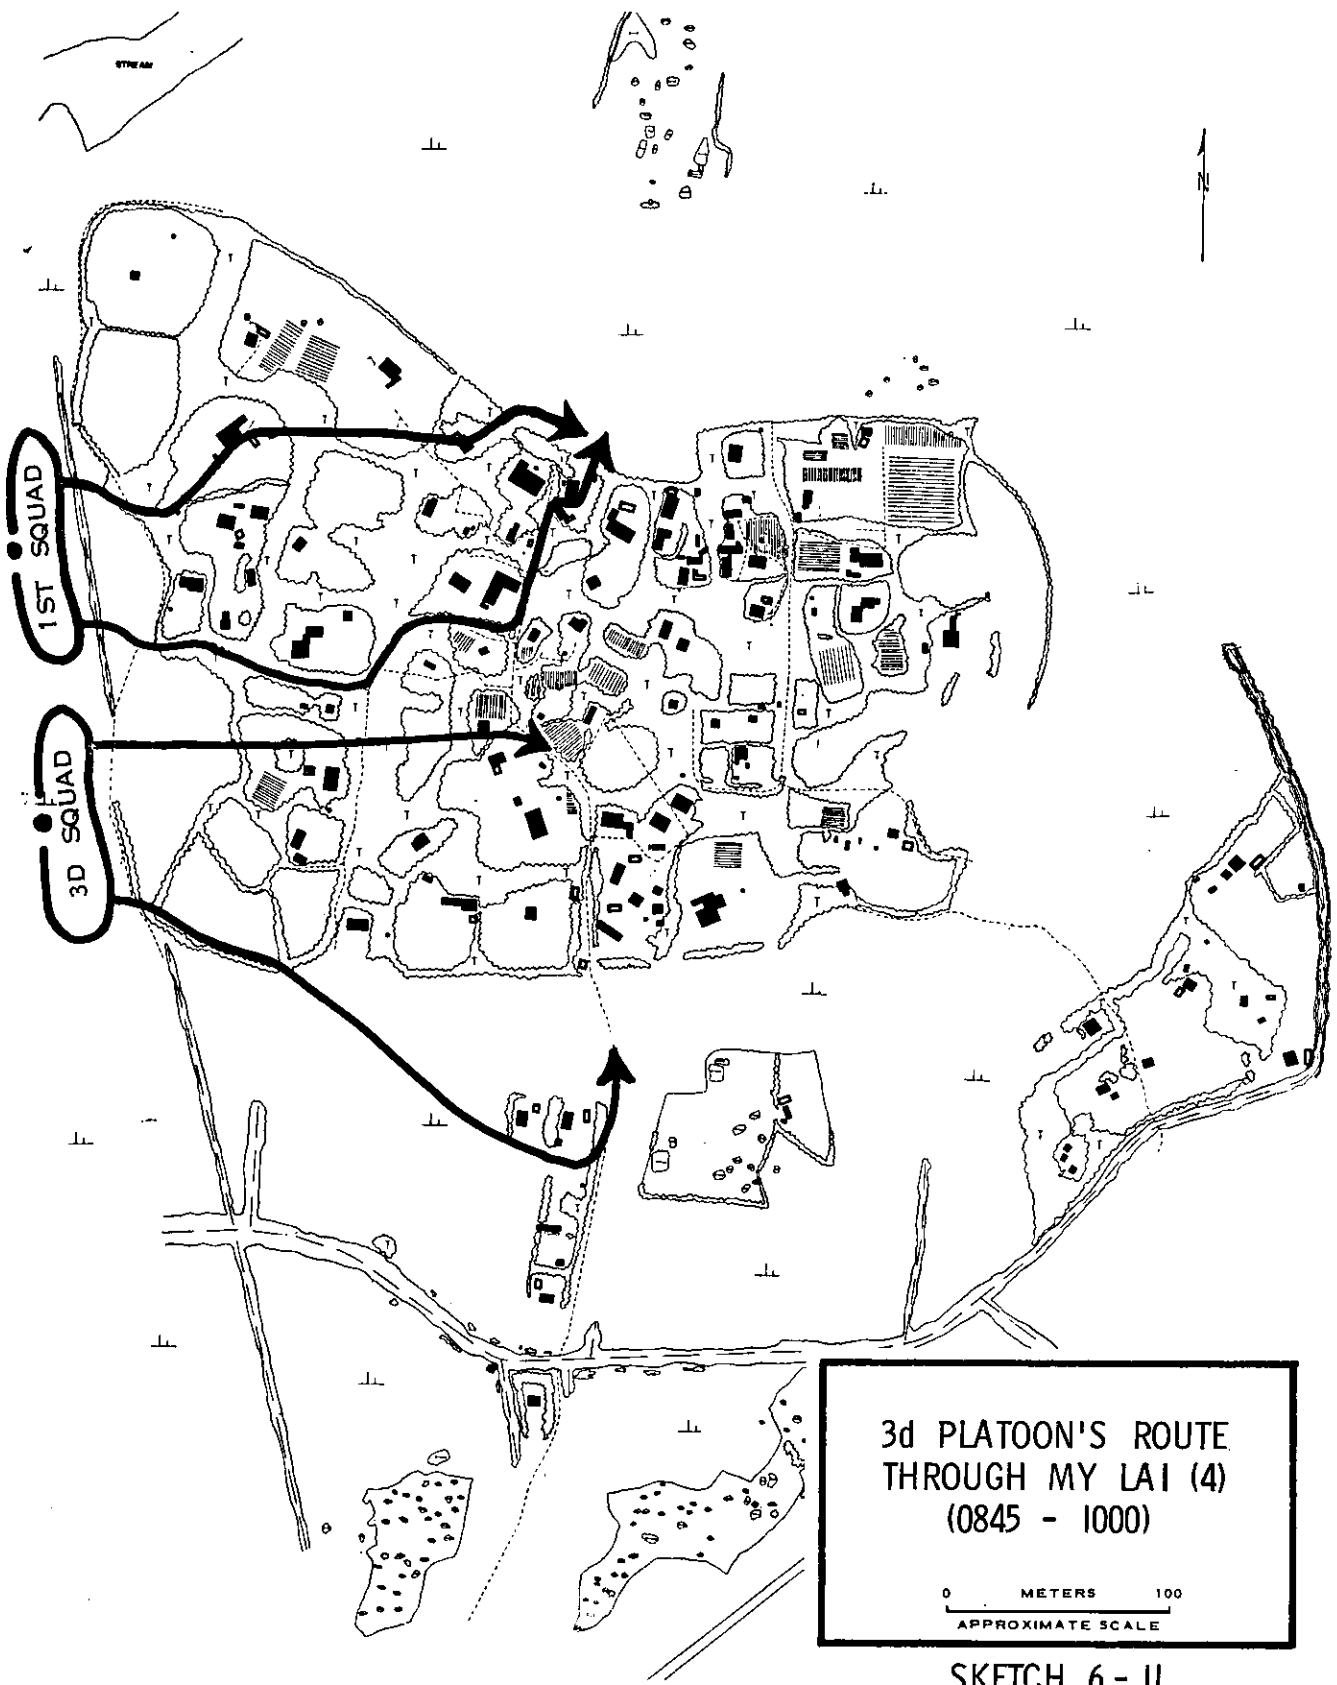 STREAM
N
1ST SQUAD
3D SQUAD
3d PLATOON'S ROUTE
THROUGH MY LAI (4)
(0845 - 1000)
0 METERS 100
APPROXIMATE SCALE
SKETCH 6-11